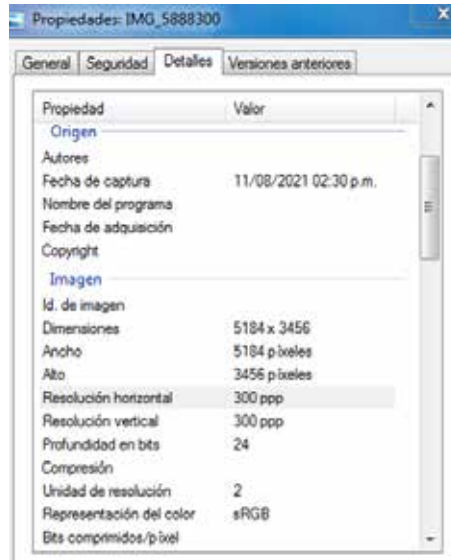 Propiedades: IMG_5888300
General Seguridad Detalles Versiones anteriores
Propiedad Valor
Origen
Autores
Fecha de captura 11/08/2021 02:30 p.m.
Nombre del programa
Fecha de adquisición
Copyright
Imagen
Id. de imagen
Dimensiones 5184 x 3456
Ancho 5184 píxeles
Alto 3456 píxeles
Resolución horizontal 300 ppp
Resolución vertical 300 ppp
Profundidad en bits 24
Compresión
Unidad de resolución 2
Representación del color sRGB
Bits comprimidos/píxel